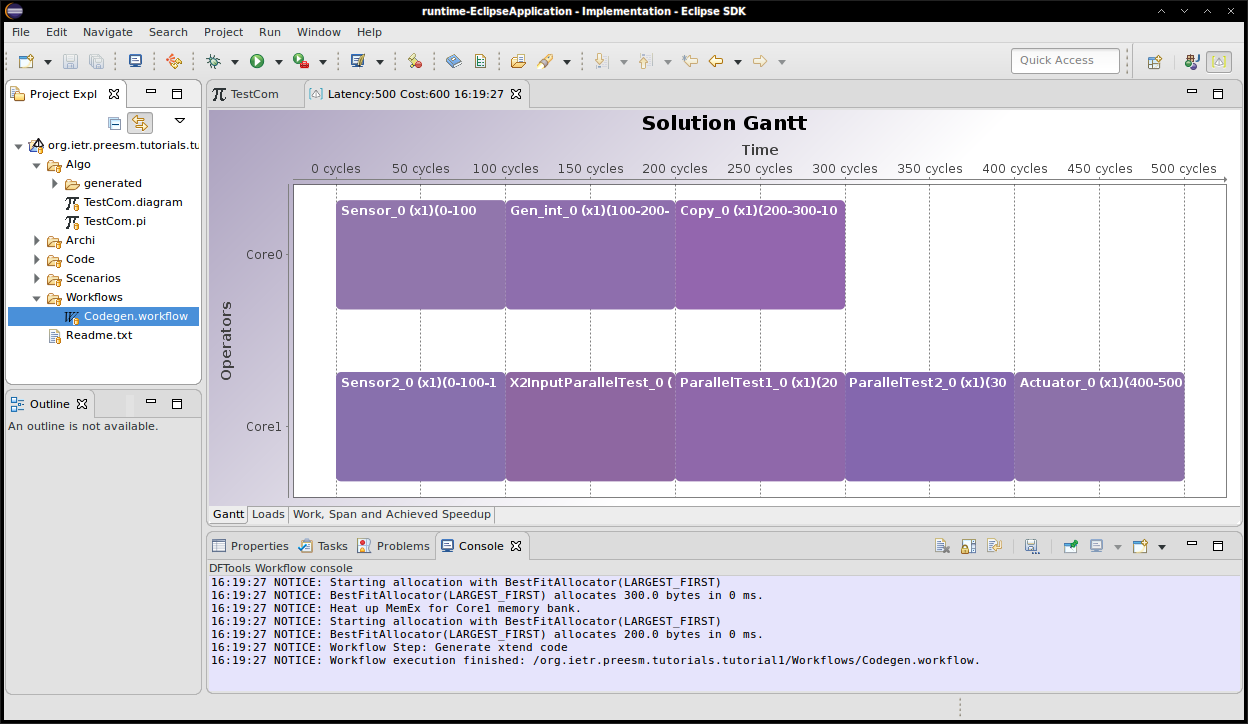 runtime-EclipseApplication - Implementation - Eclipse SDK
File Edit Navigate Search Project Run Window Help
Quick Access
Project Expl
org.ietr.preesm.tutorials.tu
Algo
generated
TestCom.diagram
TestCom.pi
Archi
Code
Scenarios
Workflows
Codegen.workflow
Readme.txt
Outline
An outline is not available.
TestCom
Latency:500 Cost:600 16:19:27
Solution Gantt
Time
0 cycles 50 cycles 100 cycles 150 cycles 200 cycles 250 cycles 300 cycles 350 cycles 400 cycles 450 cycles 500 cycles
Operators
Core0
Sensor_0 (x1)(0-100 Gen_int_0 (x1)(100-200- Copy_0 (x1)(200-300-10
Core1
Sensor2_0 (x1)(0-100-1 X2InputParallelTest_0 ( ParallelTest1_0 (x1)(20 ParallelTest2_0 (x1)(30 Actuator_0 (x1)(400-500
Gantt Loads Work, Span and Achieved Speedup
Properties Tasks Problems Console
DFTools Workflow console
16:19:27 NOTICE: Starting allocation with BestFitAllocator(LARGEST_FIRST)
16:19:27 NOTICE: BestFitAllocator(LARGEST_FIRST) allocates 300.0 bytes in 0 ms.
16:19:27 NOTICE: Heat up MemEx for Core1 memory bank.
16:19:27 NOTICE: Starting allocation with BestFitAllocator(LARGEST_FIRST)
16:19:27 NOTICE: BestFitAllocator(LARGEST_FIRST) allocates 200.0 bytes in 0 ms.
16:19:27 NOTICE: Workflow Step: Generate xtend code
16:19:27 NOTICE: Workflow execution finished: /org.ietr.preesm.tutorials.tutorial1/Workflows/Codegen.workflow.